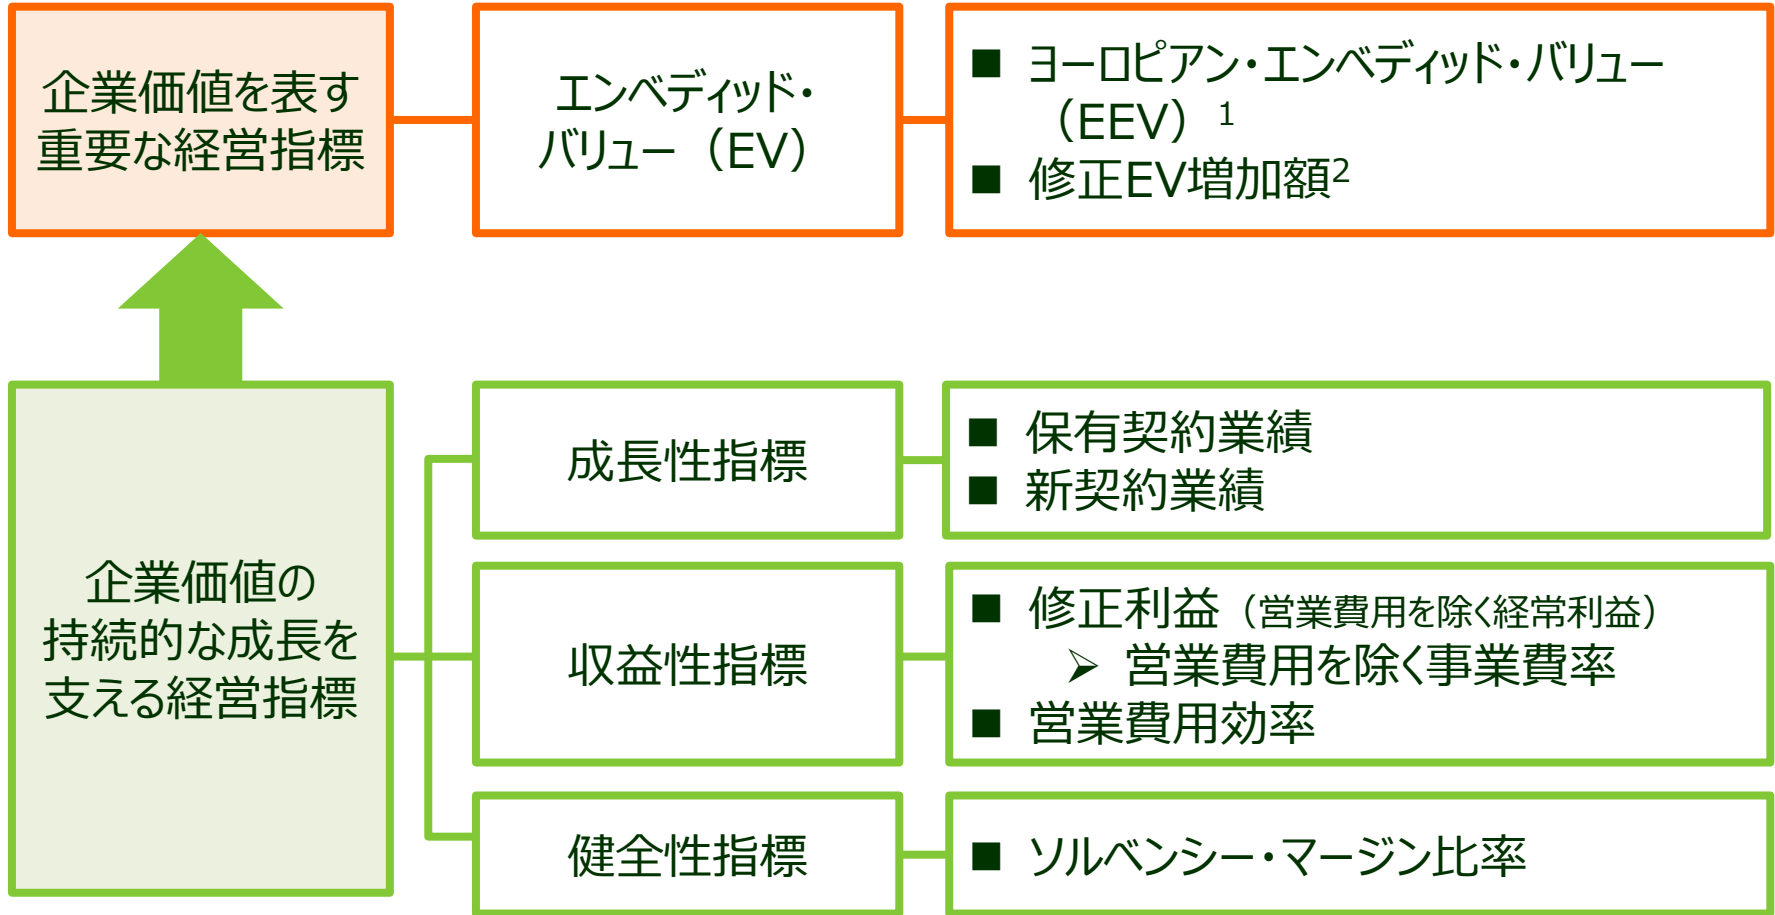 企業価値を表す
重要な経営指標
エンベディッド・
バリュー（EV）
■ ヨーロピアン・エンベディッド・バリュー
（EEV）1
■ 修正EV増加額2
企業価値の
持続的な成長を
支える経営指標
成長性指標
■ 保有契約業績
■ 新契約業績
収益性指標
■ 修正利益（営業費用を除く経常利益）
➢ 営業費用を除く事業費率
■ 営業費用効率
健全性指標
■ ソルベンシー・マージン比率